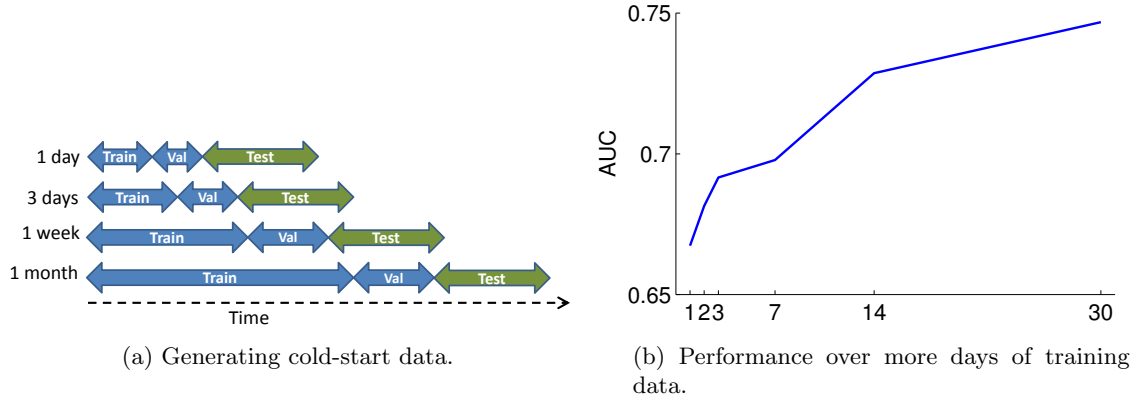 1 day Train Val Test
3 days Train Val Test
1 week Train Val Test
1 month Train Val Test
Time
(a) Generating cold-start data.
0.75
0.7
0.65
AUC
1 2 3 7 14 30
(b) Performance over more days of training
data.